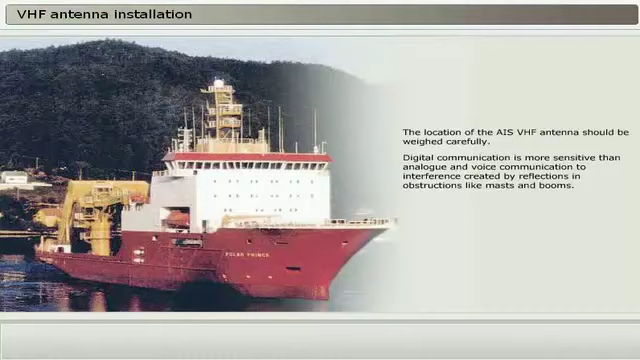 VHF antenna installation
The location of the AIS VHF antenna should be
weighed carefully.
Digital communication is more sensitive than
analogue and voice communication to
interference created by reflections in
obstructions like masts and booms.
POLAR PRINCE